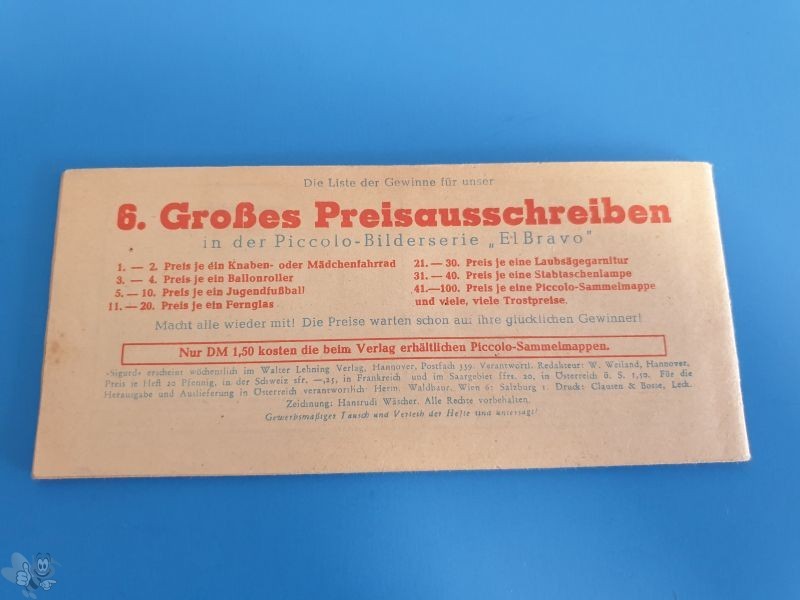 Die Liste der Gewinne für unser
6. Großes Preisausschreiben
in der Piccolo-Bilderserie „El Bravo"
1. — 2. Preis je ein Knaben- oder Mädchenfahrrad
3. — 4. Preis je ein Ballonroller
5. — 10. Preis je ein Jugendfußball
11. — 20. Preis je ein Fernglas
21. — 30. Preis je eine Laubsägegarnitur
31. — 40. Preis je eine Stabtaschenlampe
41. — 100. Preis je eine Piccolo-Sammelmappe
und viele, viele Trostpreise.
Macht alle wieder mit! Die Preise warten schon auf ihre glücklichen Gewinner!
Nur DM 1,50 kosten die beim Verlag erhältlichen Piccolo-Sammelmappen.
»Sigurd« erscheint wöchentlich im Walter Lehning Verlag, Hannover, Postfach 339. Verantwortl. Redakteur: W. Weiland, Hannover.
Preis je Heft 20 Pfennig, in der Schweiz sfr. —,25, in Frankreich und im Saargebiet ffrs. 20, in Österreich ö. S. 1,50. Für die
Herausgabe und Auslieferung in Österreich verantwortlich: Herm. Waldbaur, Wien 6; Salzburg 1. Druck: Clausen & Bosse, Leck.
Zeichnung: Hansrudi Wäscher. Alle Rechte vorbehalten.
Gewerbsmäßiger Tausch und Verleih der Hefte und untersagt!